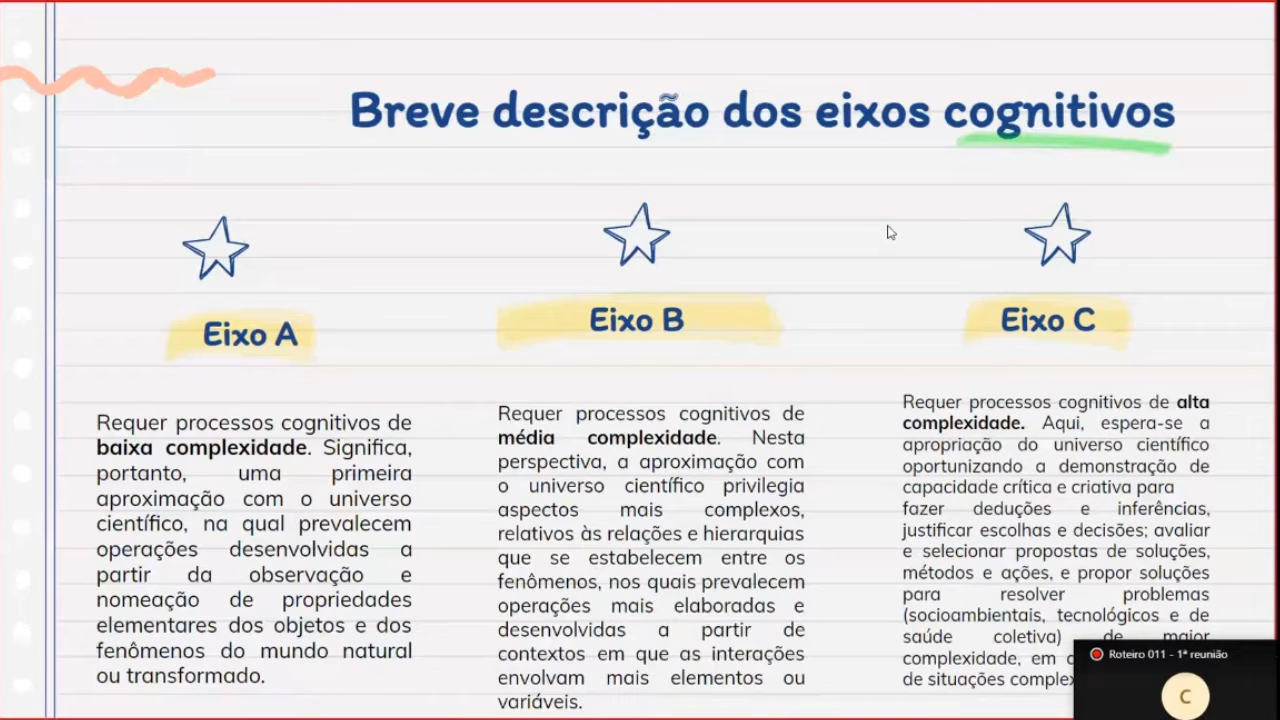 Breve descrição dos eixos cognitivos
Eixo A
Requer processos cognitivos de
baixa complexidade. Significa,
portanto, uma primeira
aproximação com o universo
científico, na qual prevalecem
operações desenvolvidas a
partir da observação e
nomeação de propriedades
elementares dos objetos e dos
fenômenos do mundo natural
ou transformado.
Eixo B
Requer processos cognitivos de
média complexidade. Nesta
perspectiva, a aproximação com
o universo científico privilegia
aspectos mais complexos,
relativos às relações e hierarquias
que se estabelecem entre os
fenômenos, nos quais prevalecem
operações mais elaboradas e
desenvolvidas a partir de
contextos em que as interações
envolvam mais elementos ou
variáveis.
Eixo C
Requer processos cognitivos de alta
complexidade. Aqui, espera-se a
apropriação do universo científico
oportunizando a demonstração de
capacidade crítica e criativa para
fazer deduções e inferências,
justificar escolhas e decisões; avaliar
e selecionar propostas de soluções,
métodos e ações, e propor soluções
para resolver problemas
(socioambientais, tecnológicos e de
saúde coletiva) de maior
complexidade, em
de situações
Roteiro 011 - 1ª reunião
C